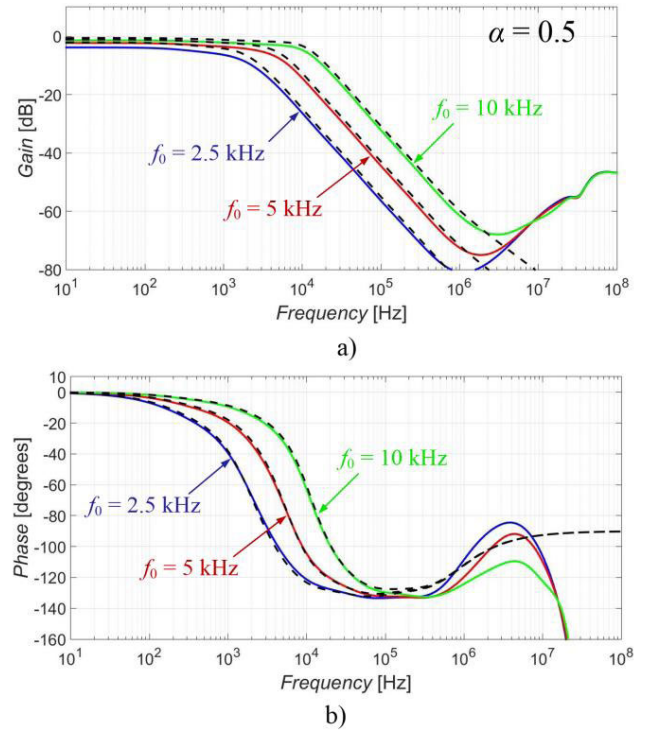 α = 0.5
0
-20
-40
-60
-80
Gain [dB]
f0 = 10 kHz
f0 = 2.5 kHz
f0 = 5 kHz
10^1 10^2 10^3 10^4 10^5 10^6 10^7 10^8
Frequency [Hz]
a)
10
0
-20
-40
-60
-80
-100
-120
-140
-160
Phase [degrees]
f0 = 10 kHz
f0 = 2.5 kHz
f0 = 5 kHz
10^1 10^2 10^3 10^4 10^5 10^6 10^7 10^8
Frequency [Hz]
b)